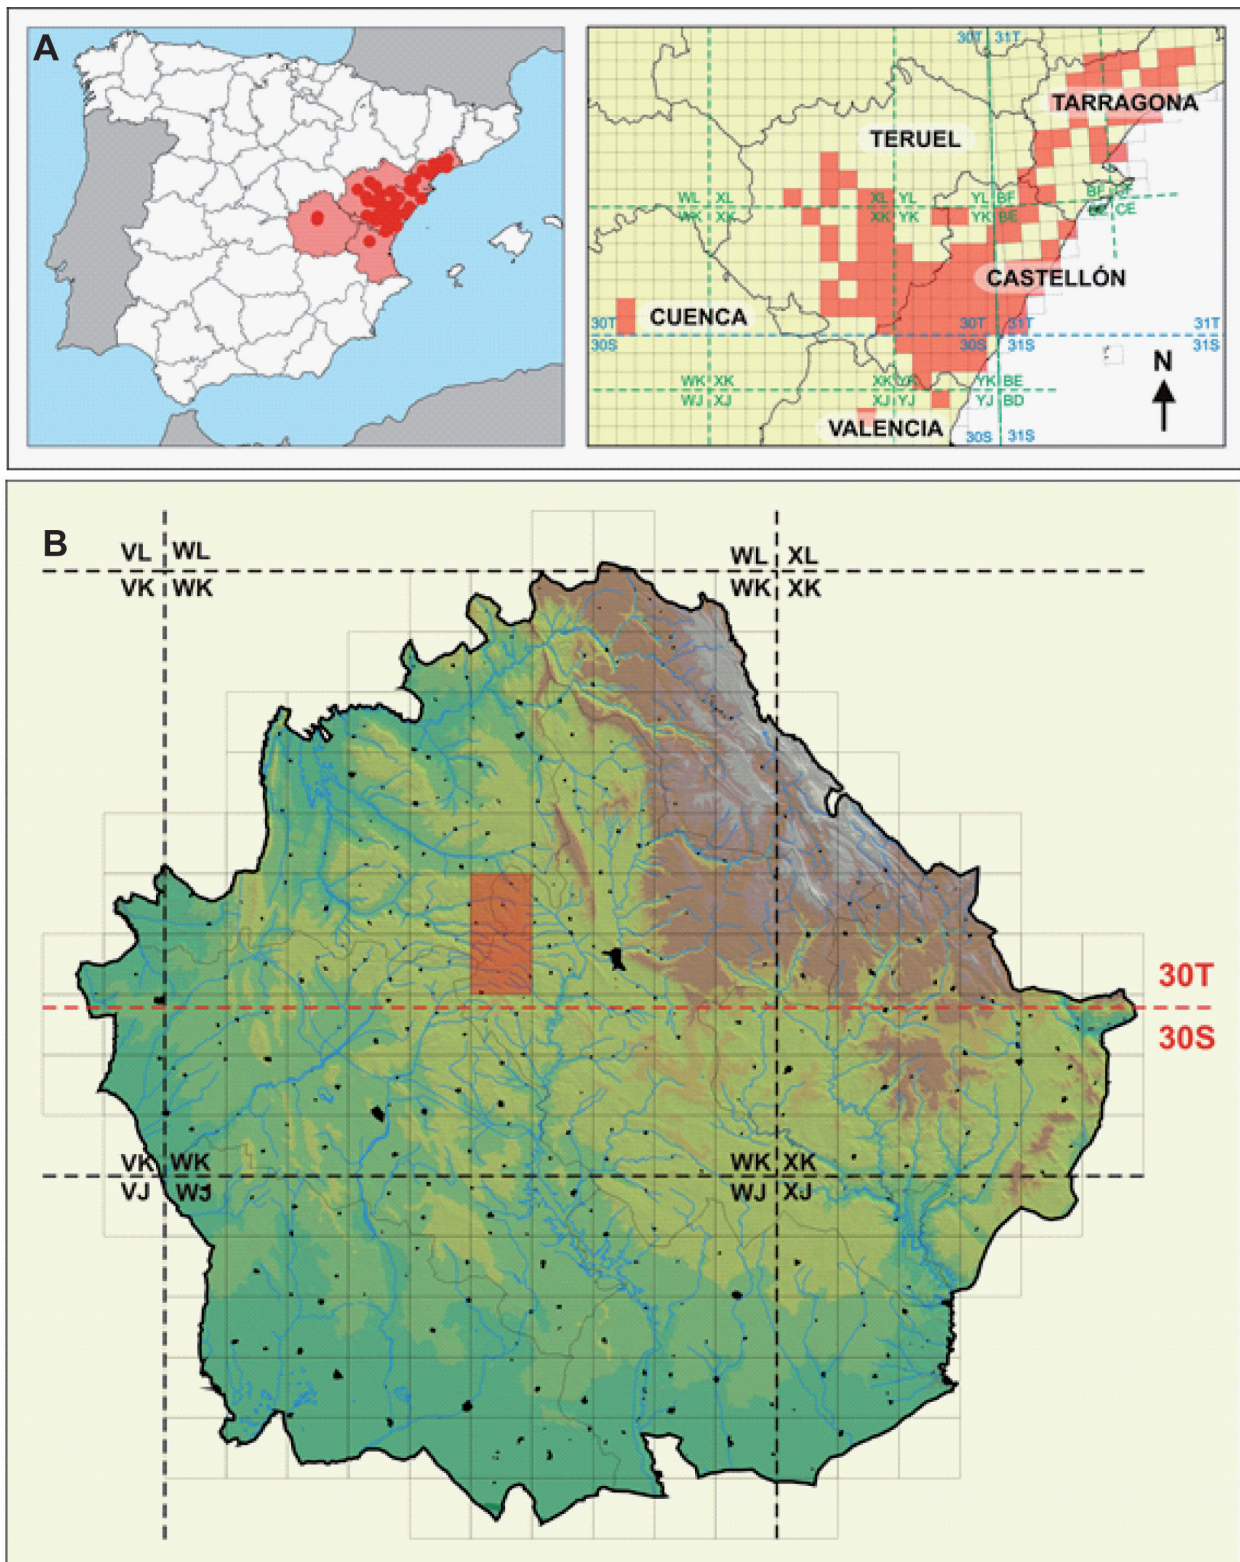 A
30T 31T
TARRAGONA
TERUEL
WL XL
XL YL
YL BF
BF CF
WK XK
XK YK
YK BE
BE CE
CASTELLÓN
CUENCA
30T
30T 31T
31T
30S
30S 31S
31S
N
WK XK
XK YK
YK BE
WJ XJ
XJ YJ
YJ BD
VALENCIA
30S 31S
B
VL WL
WL XL
VK WK
WK XK
30T
30S
VK WK
WK XK
VJ WJ
WJ XJ